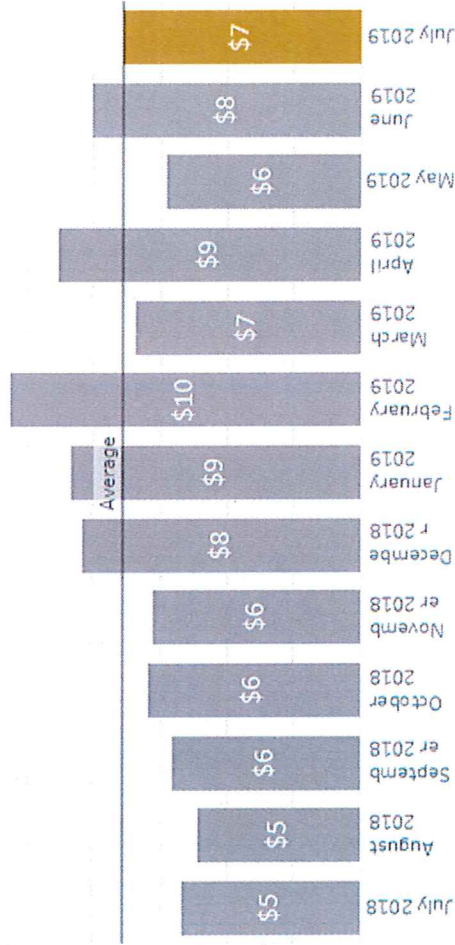 Average
$5
$5
$6
$6
$6
$8
$9
$10
$7
$9
$6
$8
$7
July 2018
August
2018
Septemb
er 2018
October
2018
Novemb
er 2018
Decembe
r 2018
January
2019
February
2019
March
2019
April
2019
May 2019
June
2019
July 2019